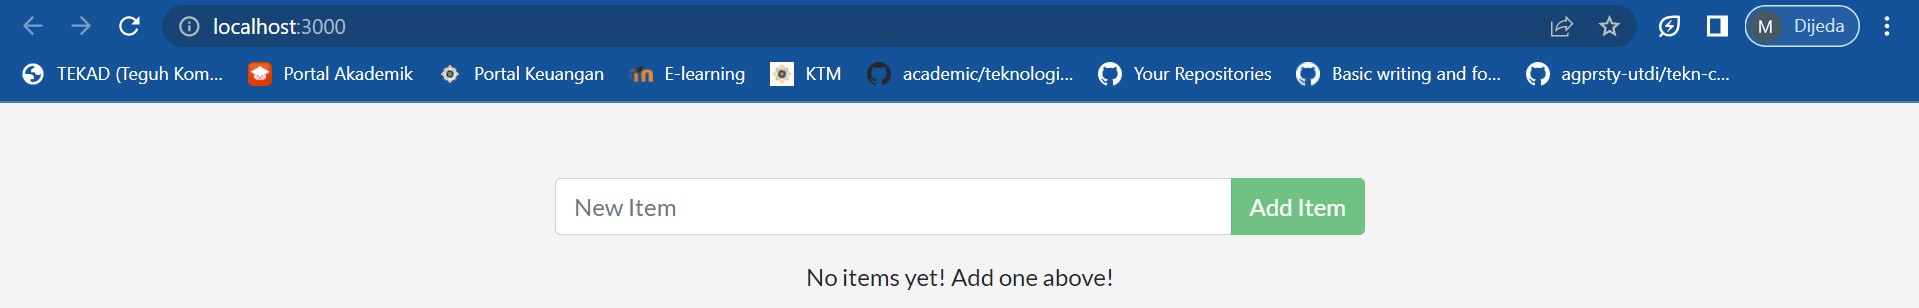 localhost:3000
M Dijeda
TEKAD (Teguh Kom... Portal Akademik Portal Keuangan E-learning KTM academic/teknologi... Your Repositories Basic writing and fo... agprsty-utdi/tekn-c...
New Item Add Item
No items yet! Add one above!